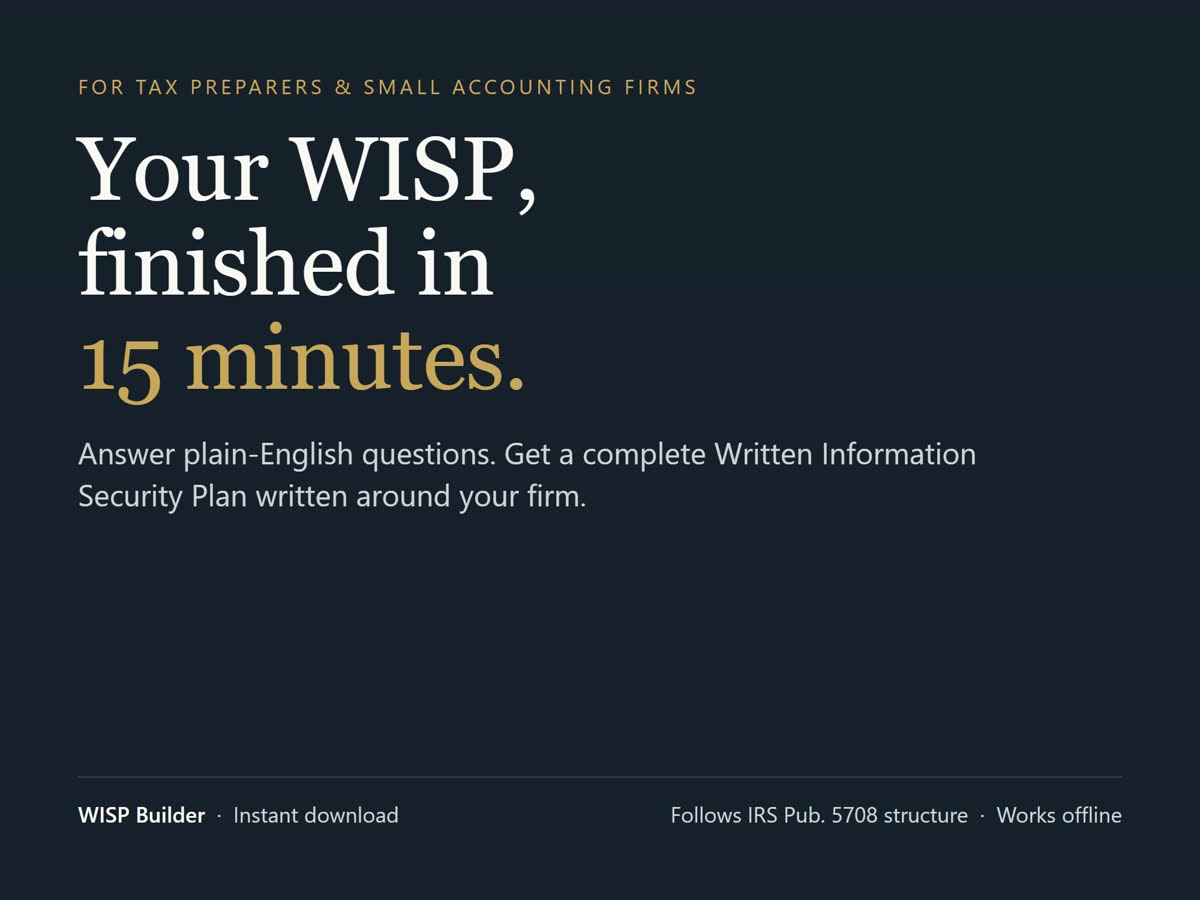 FOR TAX PREPARERS & SMALL ACCOUNTING FIRMS
Your WISP,
finished in
15 minutes.
Answer plain-English questions. Get a complete Written Information
Security Plan written around your firm.
WISP Builder · Instant download
Follows IRS Pub. 5708 structure · Works offline